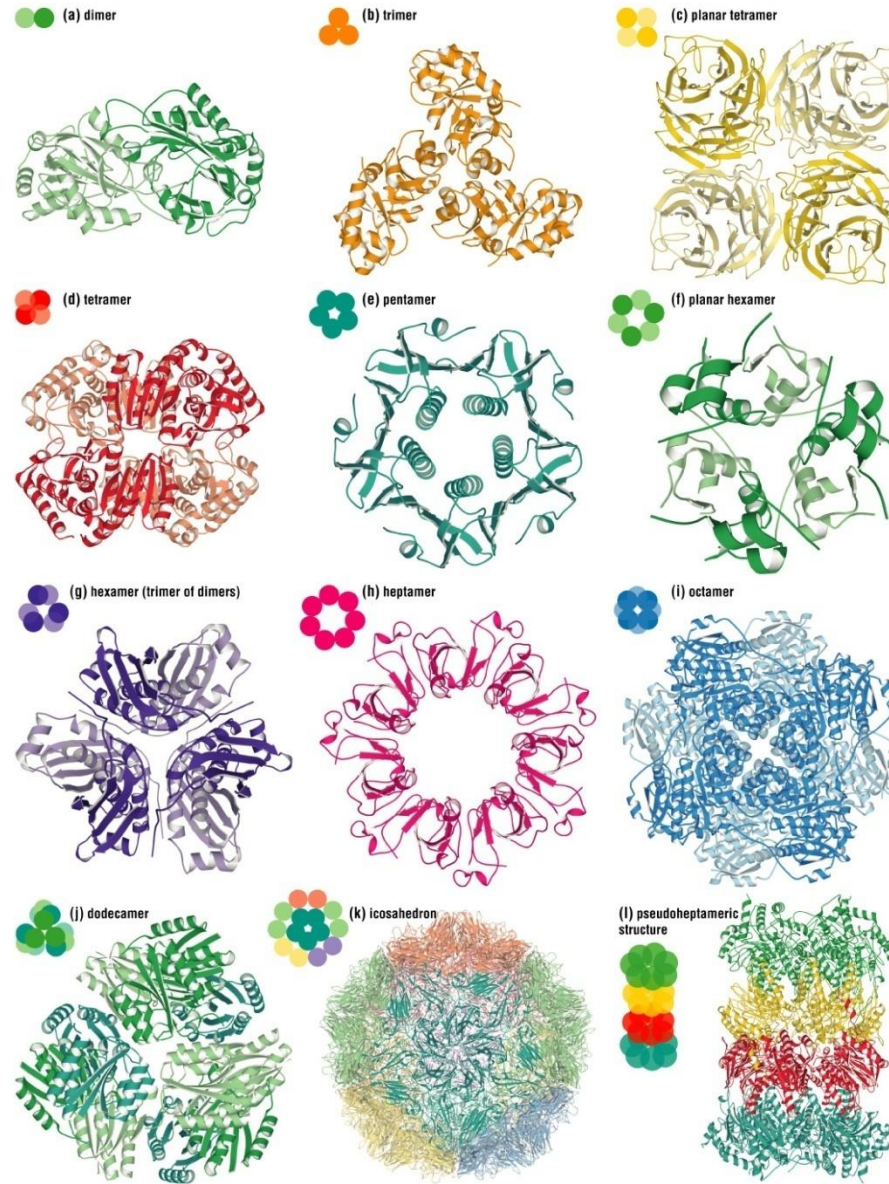 (a) dimer
(b) trimer
(c) planar tetramer
(d) tetramer
(e) pentamer
(f) planar hexamer
(g) hexamer (trimer of dimers)
(h) heptamer
(i) octamer
(j) dodecamer
(k) icosahedron
(l) pseudoheptameric
structure